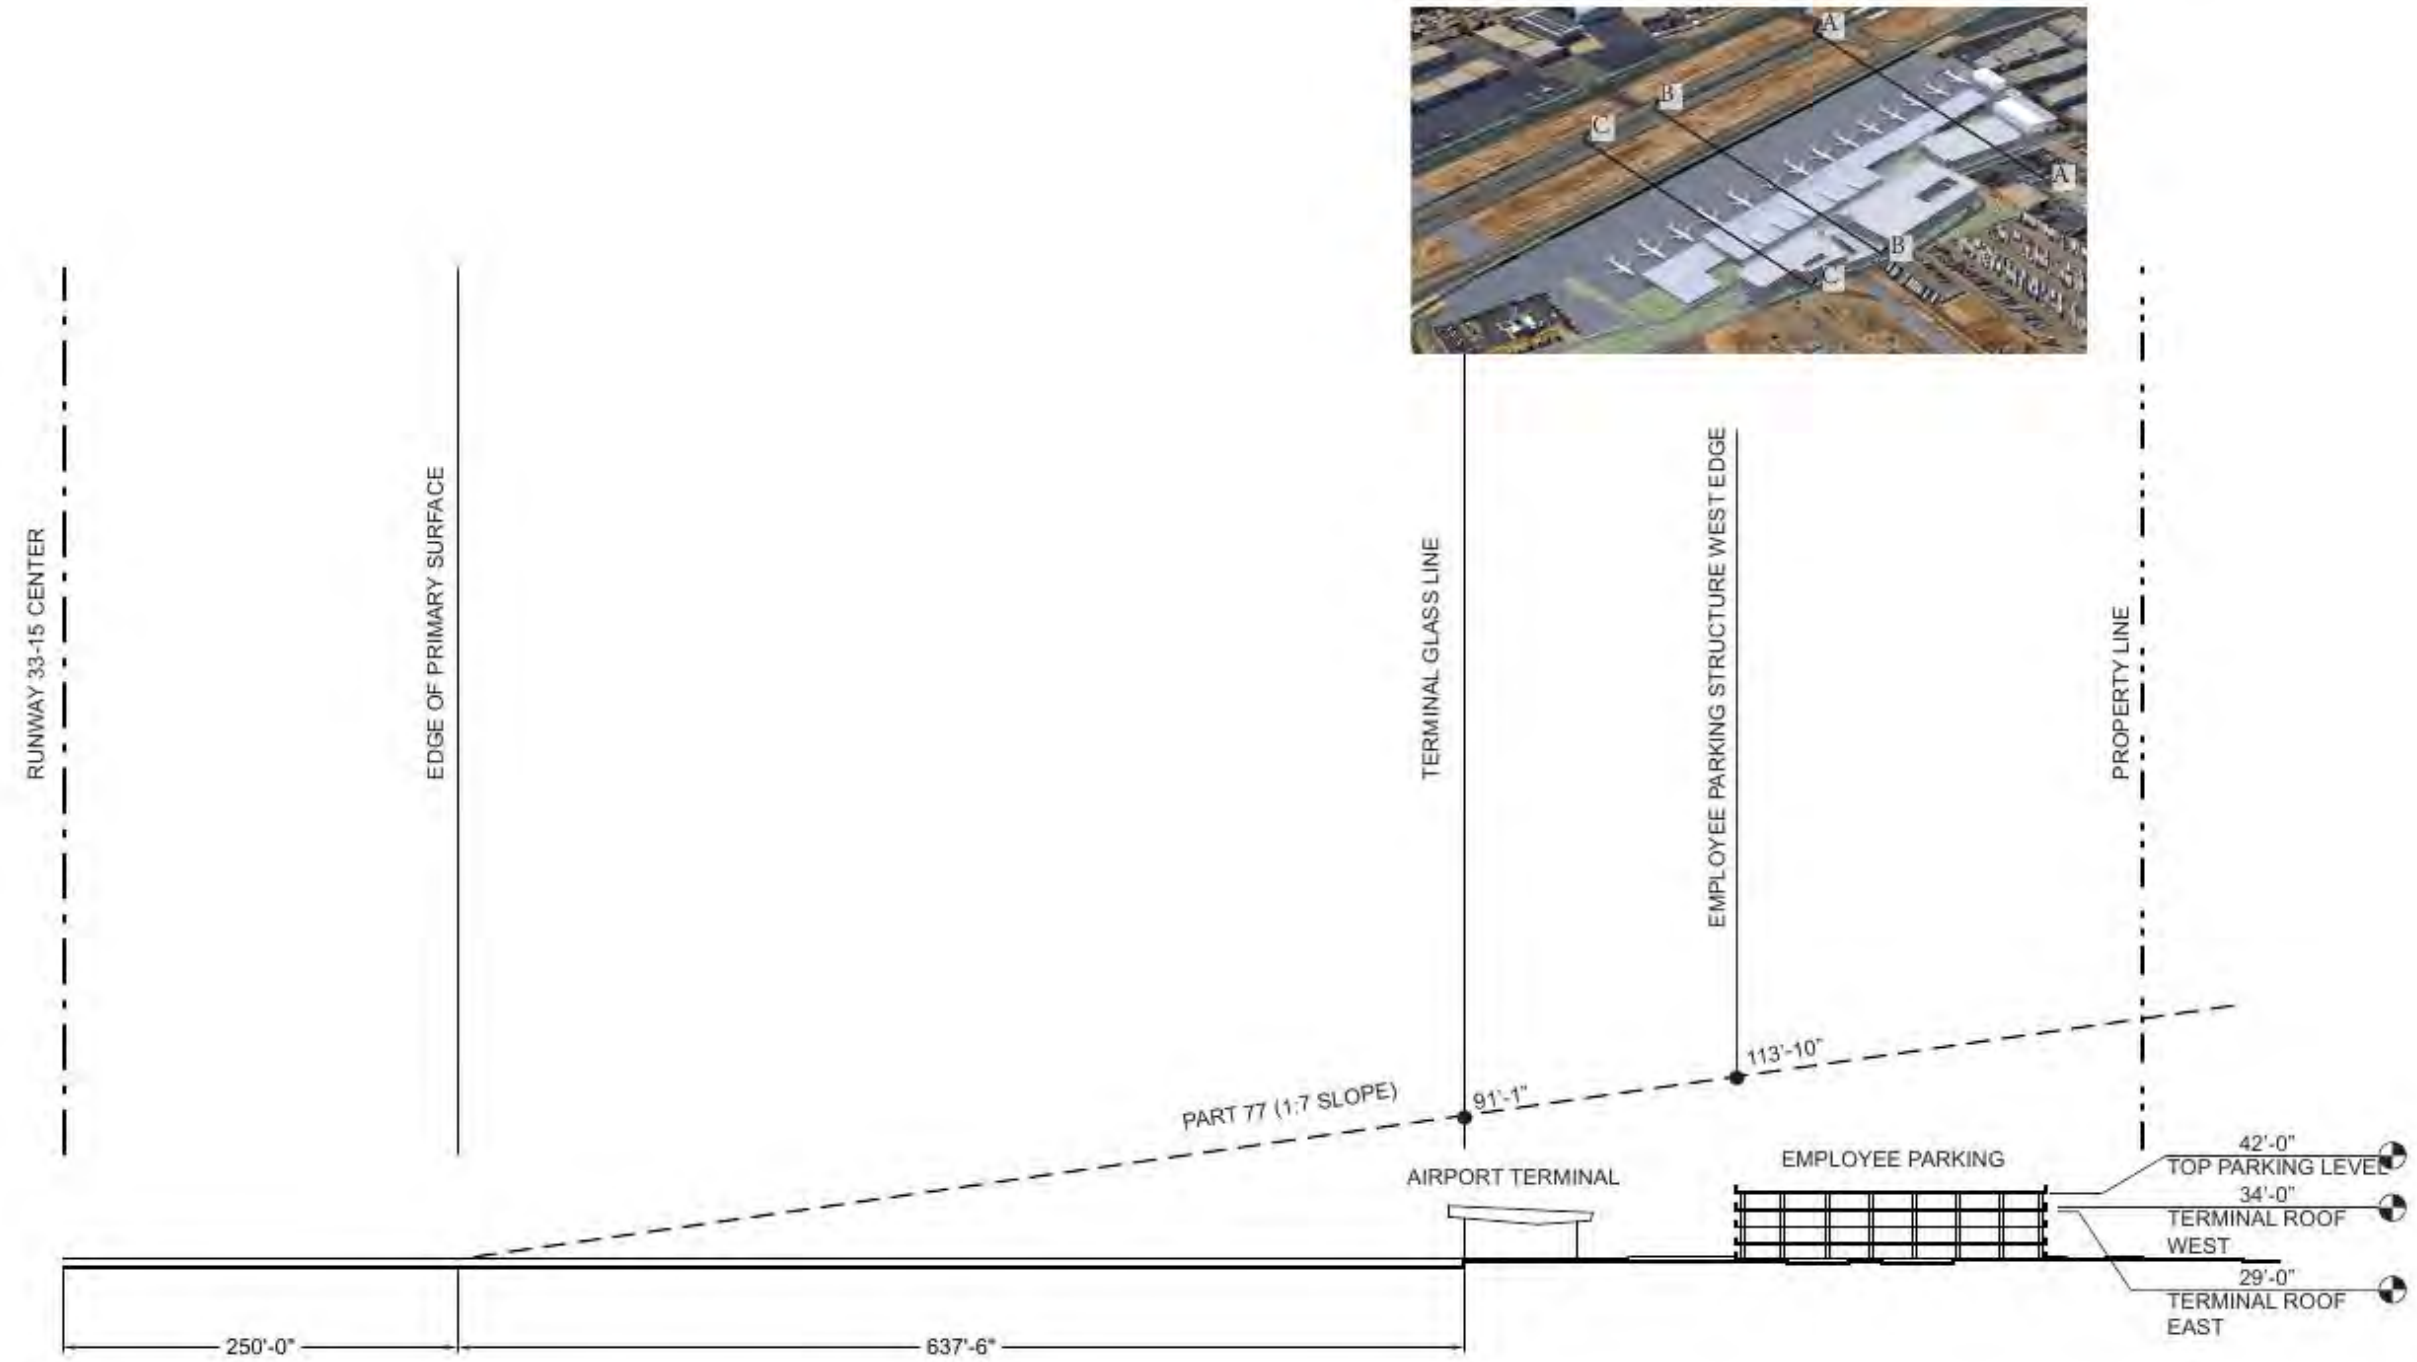 A
B
C
A
B
C
RUNWAY 33-15 CENTER
EDGE OF PRIMARY SURFACE
TERMINAL GLASS LINE
EMPLOYEE PARKING STRUCTURE WEST EDGE
PROPERTY LINE
PART 77 (1:7 SLOPE)
91'-1"
113'-10"
AIRPORT TERMINAL
EMPLOYEE PARKING
42'-0"
TOP PARKING LEVEL
34'-0"
TERMINAL ROOF
WEST
29'-0"
TERMINAL ROOF
EAST
250'-0"
637'-6"